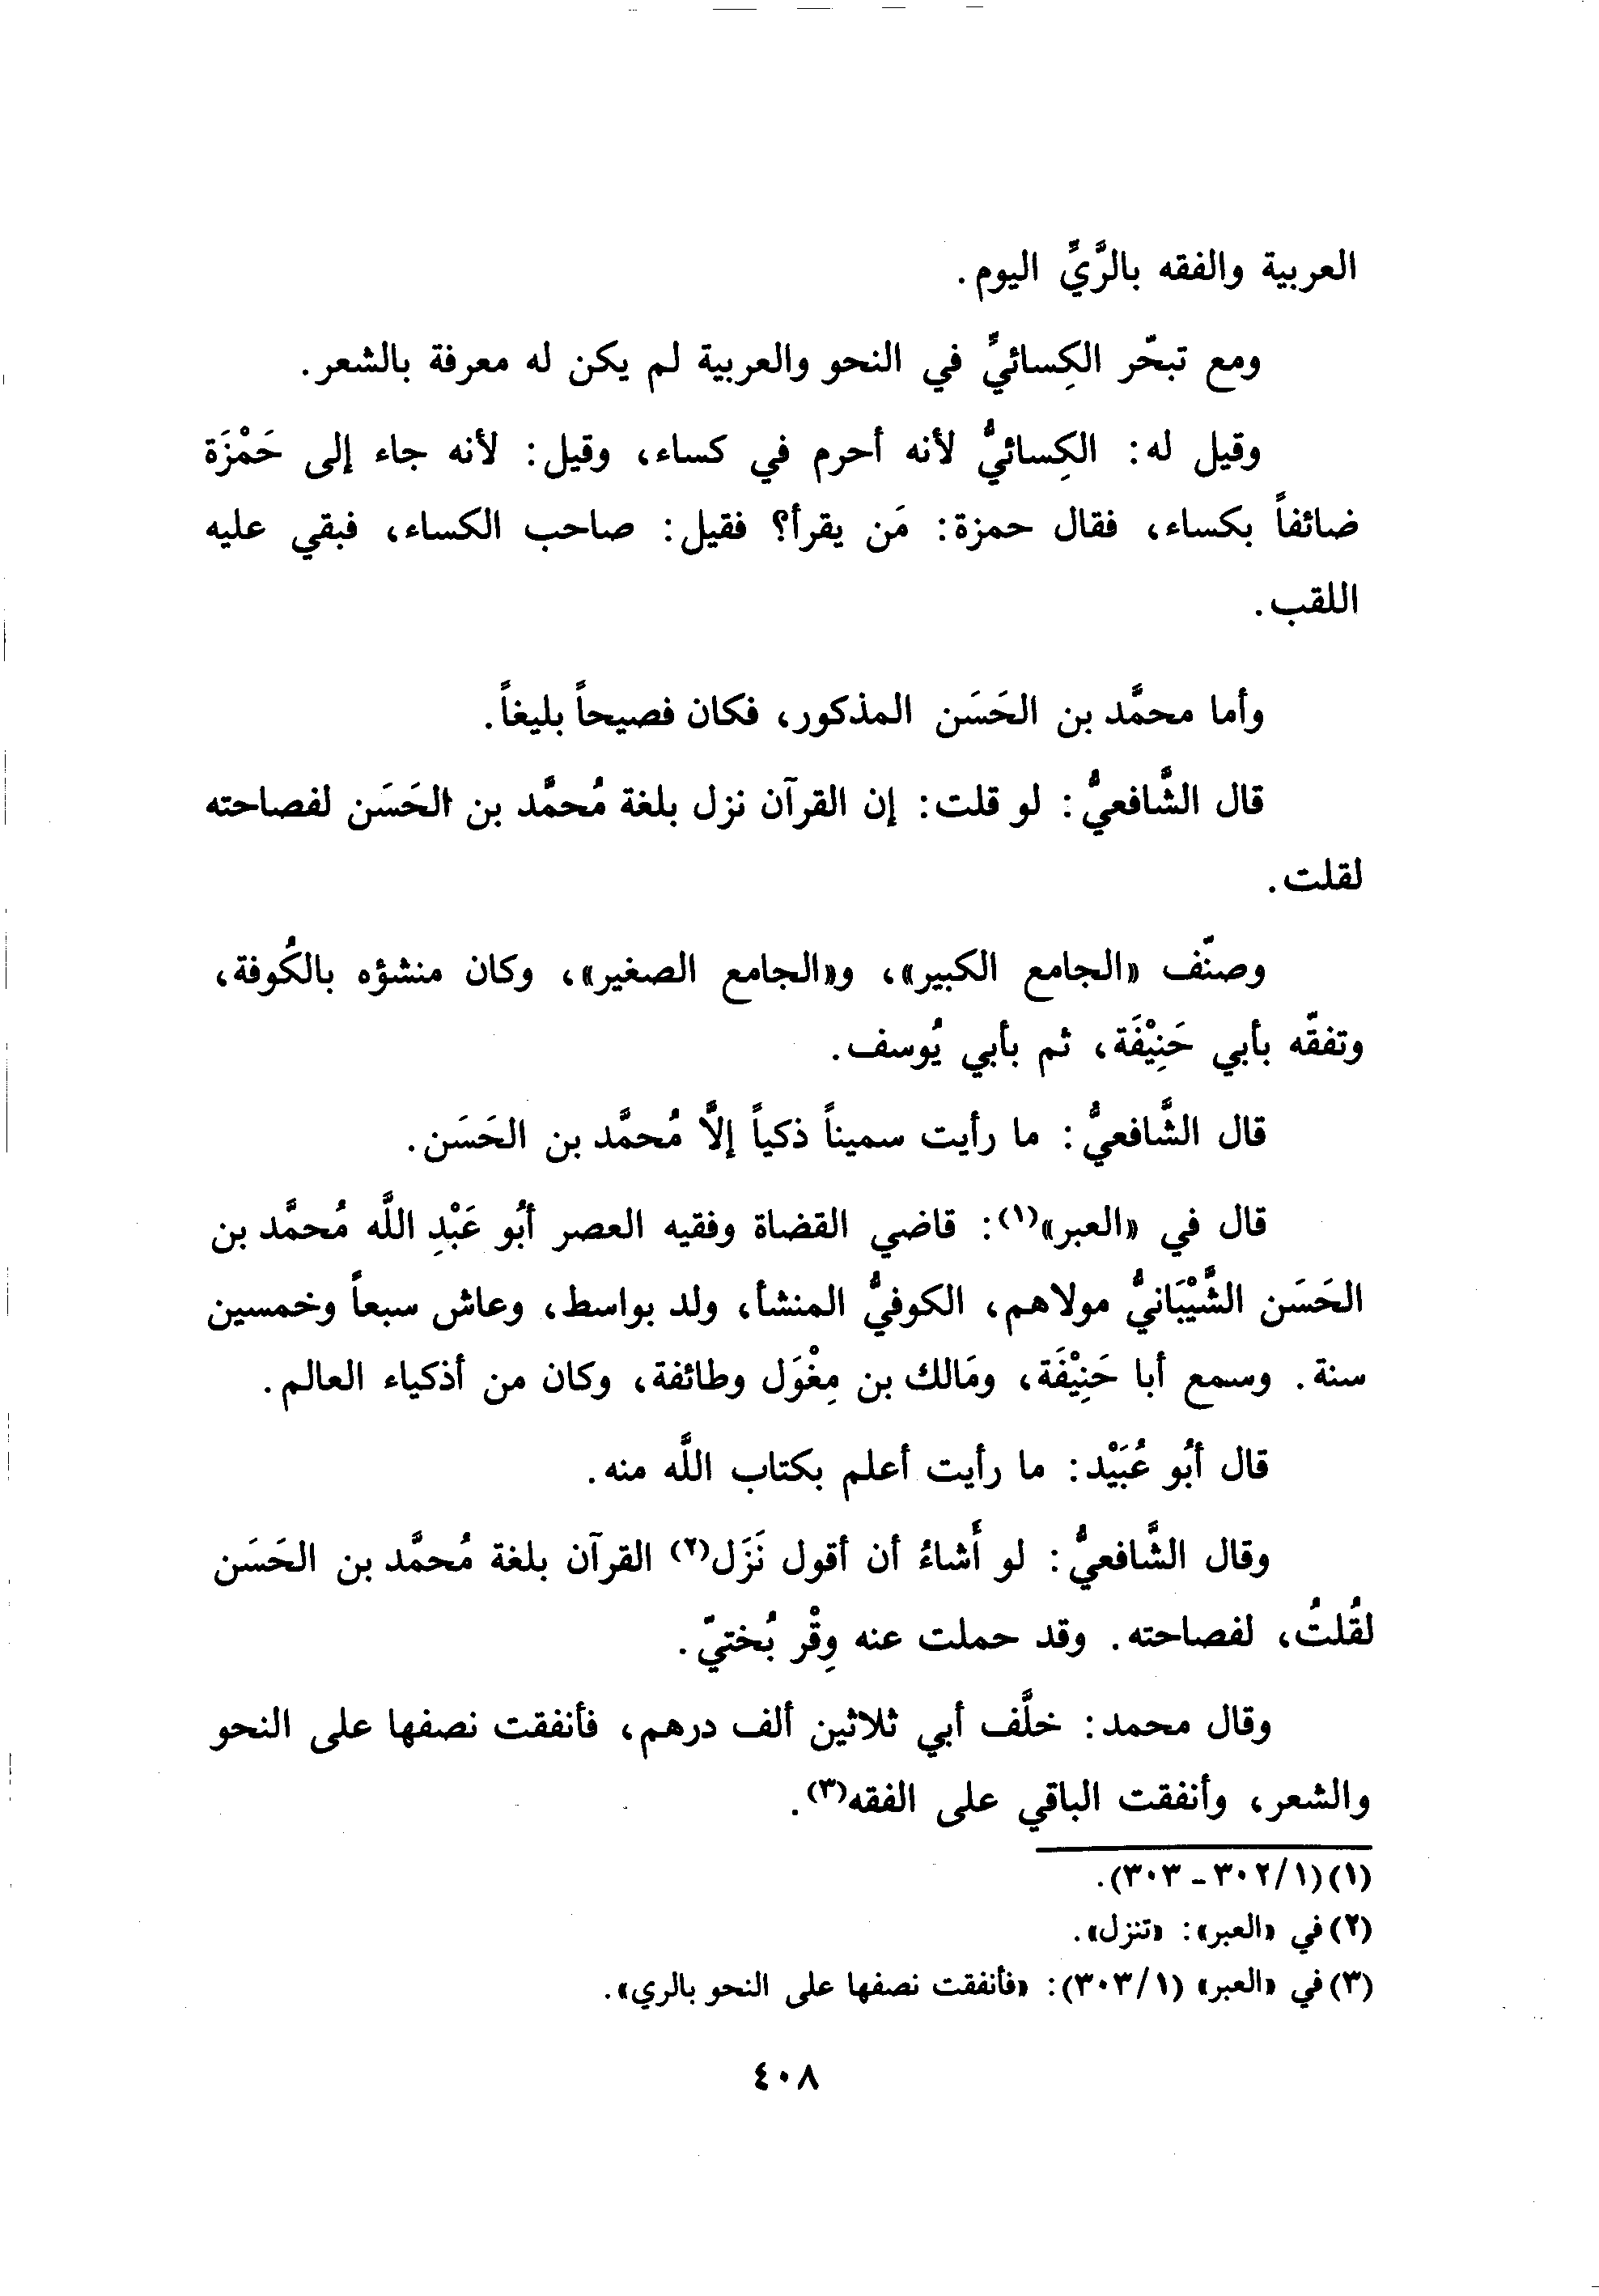 العربية والفقه بالرَّيِّ اليوم.
ومع تبحّر الكِسائيِّ في النحو والعربية لم يكن له معرفة بالشعر.
وقيل له: الكِسائيُّ لأنه أحرم في كساء، وقيل: لأنه جاء إلى حَمْزَة
ضائفاً بكساء، فقال حمزة: مَن يقرأ؟ فقيل: صاحب الكساء، فبقي عليه
اللقب.
وأما محمَّد بن الحَسَن المذكور، فكان فصيحاً بليغاً.
قال الشَّافعيُّ: لو قلت: إن القرآن نزل بلغة مُحمَّد بن الحَسَن لفصاحته
لقلت.
وصنّف «الجامع الكبير»، و«الجامع الصغير»، وكان منشؤه بالكُوفة،
وتفقّه بأبي حَنِيْفَة، ثم بأبي يُوسف.
قال الشَّافعيُّ: ما رأيت سميناً ذكياً إلَّا مُحمَّد بن الحَسَن.
قال في «العبر»(١): قاضي القضاة وفقيه العصر أبُو عَبْدِ اللَّه مُحمَّد بن
الحَسَن الشَّيْبَانيُّ مولاهم، الكوفيُّ المنشأ، ولد بواسط، وعاش سبعاً وخمسين
سنة. وسمع أبا حَنِيْفَة، ومَالك بن مِغْوَل وطائفة، وكان من أذكياء العالم.
قال أبُو عُبَيْد: ما رأيت أعلم بكتاب اللَّه منه.
وقال الشَّافعيُّ: لو أَشاءُ أن أقول نَزَل(٢) القرآن بلغة مُحمَّد بن الحَسَن
لقُلتُ، لفصاحته. وقد حملت عنه وِقْر بُختيّ.
وقال محمد: خلَّف أبي ثلاثين ألف درهم، فأنفقت نصفها على النحو
والشعر، وأنفقت الباقي على الفقه(٣).
(١) (١/٣٠٢ - ٣٠٣).
(٢) في «العبر»: «تنزل».
(٣) في «العبر» (١/٣٠٣): «فأنفقت نصفها على النحو بالري».
٤٠٨